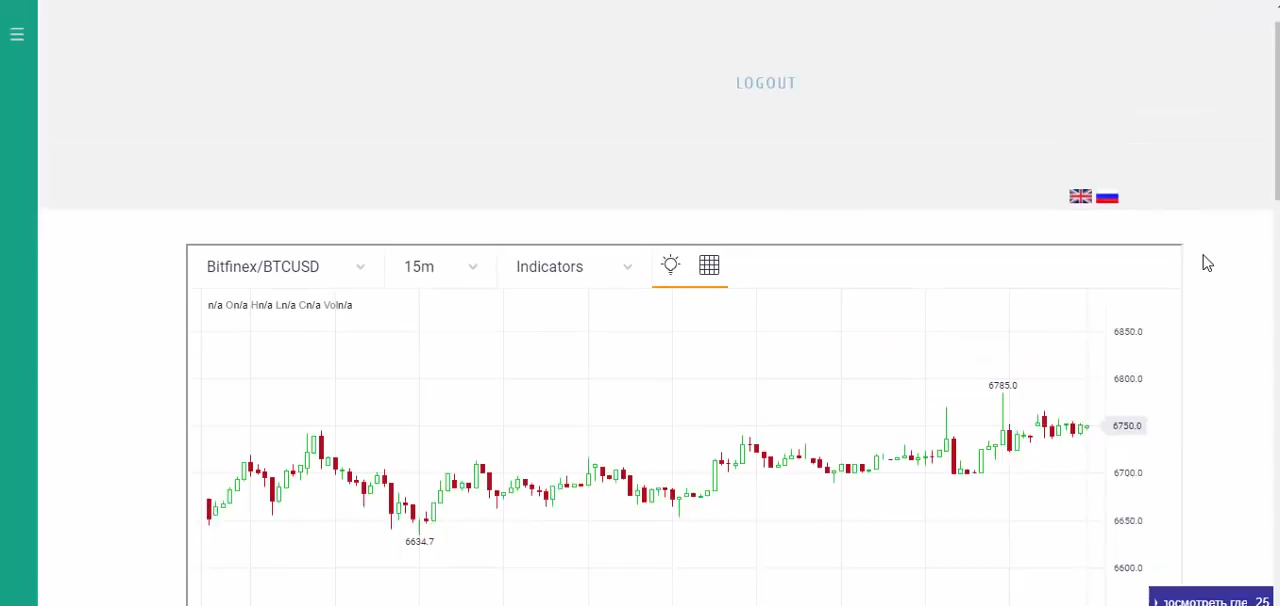 LOGOUT
Bitfinex/BTCUSD 15m Indicators
n/a On/a Hn/a Ln/a Cn/a Voln/a
6850.0
6785.0
6800.0
6750.0
6700.0
6650.0
6634.7
6600.0
где 25